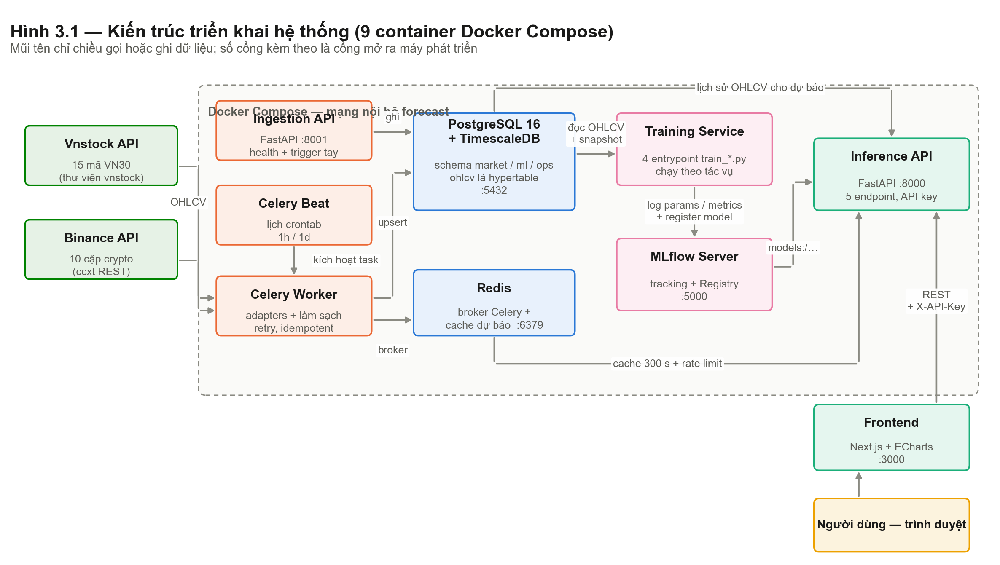 Hình 3.1 — Kiến trúc triển khai hệ thống (9 container Docker Compose)
Mũi tên chỉ chiều gọi hoặc ghi dữ liệu; số cổng kèm theo là cổng mở ra máy phát triển
lịch sử OHLCV cho dự báo
Docker Compose — mạng nội bộ forecast
Vnstock API
15 mã VN30
(thư viện vnstock)
OHLCV
Binance API
10 cặp crypto
(ccxt REST)
Ingestion API
FastAPI :8001
health + trigger tay
ghi
Celery Beat
lịch crontab
1h / 1d
kích hoạt task
upsert
Celery Worker
adapters + làm sạch
retry, idempotent
broker
PostgreSQL 16
+ TimescaleDB
schema market / ml / ops
ohlcv là hypertable
:5432
Redis
broker Celery +
cache dự báo :6379
đọc OHLCV
+ snapshot
Training Service
4 entrypoint train_*.py
chạy theo tác vụ
log params / metrics
+ register model
MLflow Server
tracking + Registry
:5000
models:/…
cache 300 s + rate limit
Inference API
FastAPI :8000
5 endpoint, API key
REST
+ X-API-Key
Frontend
Next.js + ECharts
:3000
Người dùng — trình duyệt